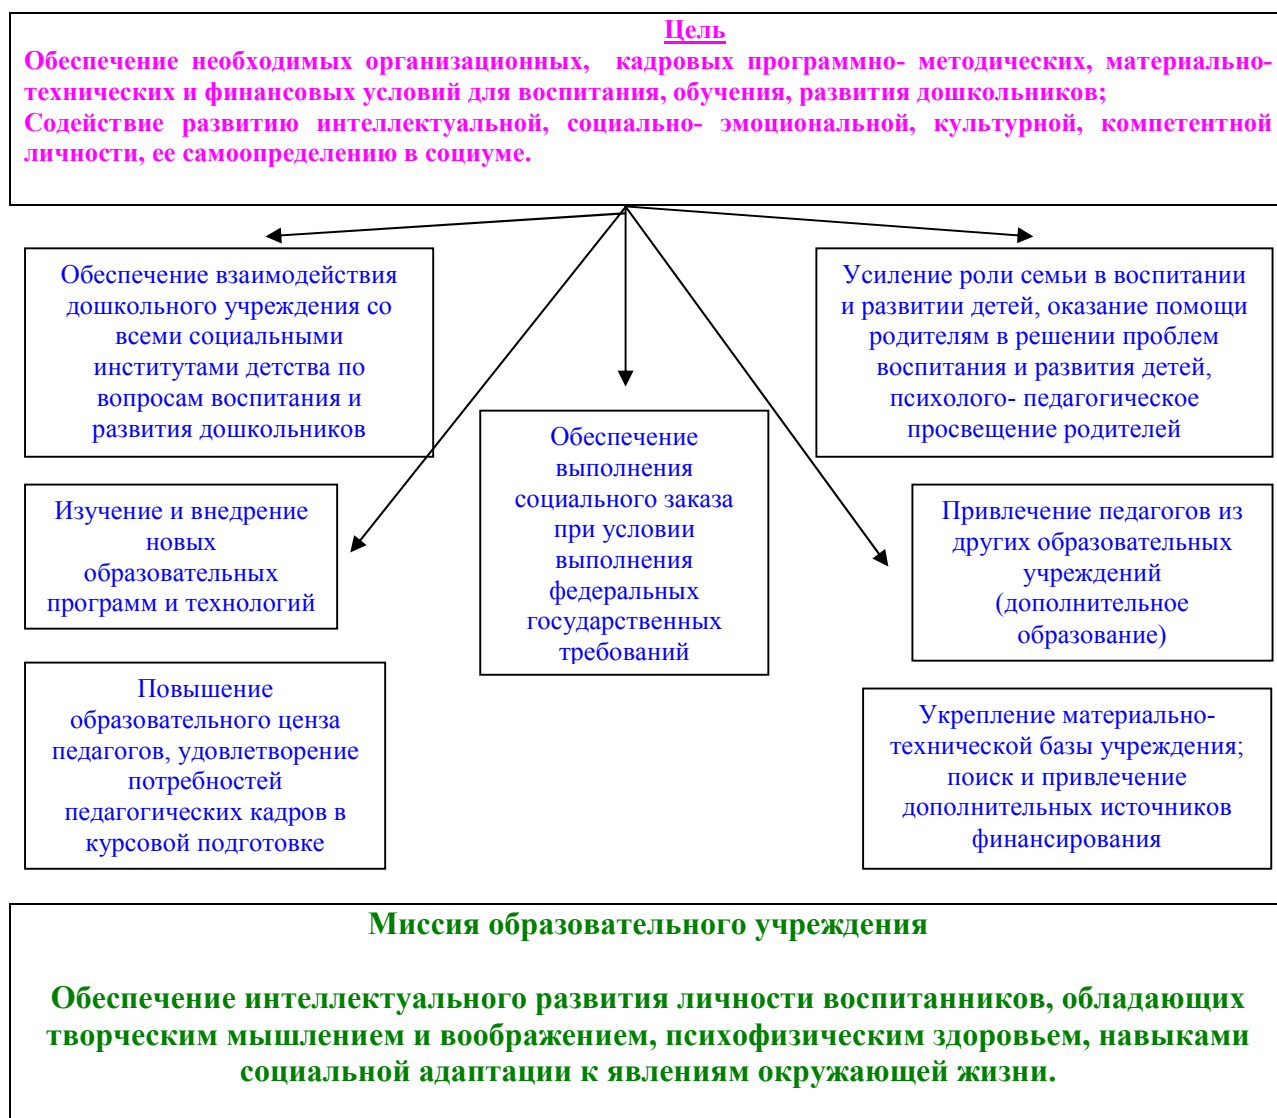 Цель
Обеспечение необходимых организационных, кадровых программно- методических, материально-
технических и финансовых условий для воспитания, обучения, развития дошкольников;
Содействие развитию интеллектуальной, социально- эмоциональной, культурной, компетентной
личности, ее самоопределению в социуме.
Обеспечение взаимодействия
дошкольного учреждения со
всеми социальными
институтами детства по
вопросам воспитания и
развития дошкольников
Усиление роли семьи в воспитании
и развитии детей, оказание помощи
родителям в решении проблем
воспитания и развития детей,
психолого- педагогическое
просвещение родителей
Обеспечение
выполнения
социального заказа
при условии
выполнения
федеральных
государственных
требований
Изучение и внедрение
новых
образовательных
программ и технологий
Привлечение педагогов из
других образовательных
учреждений
(дополнительное
образование)
Повышение
образовательного ценза
педагогов, удовлетворение
потребностей
педагогических кадров в
курсовой подготовке
Укрепление материально-
технической базы учреждения;
поиск и привлечение
дополнительных источников
финансирования
Миссия образовательного учреждения
Обеспечение интеллектуального развития личности воспитанников, обладающих
творческим мышлением и воображением, психофизическим здоровьем, навыками
социальной адаптации к явлениям окружающей жизни.